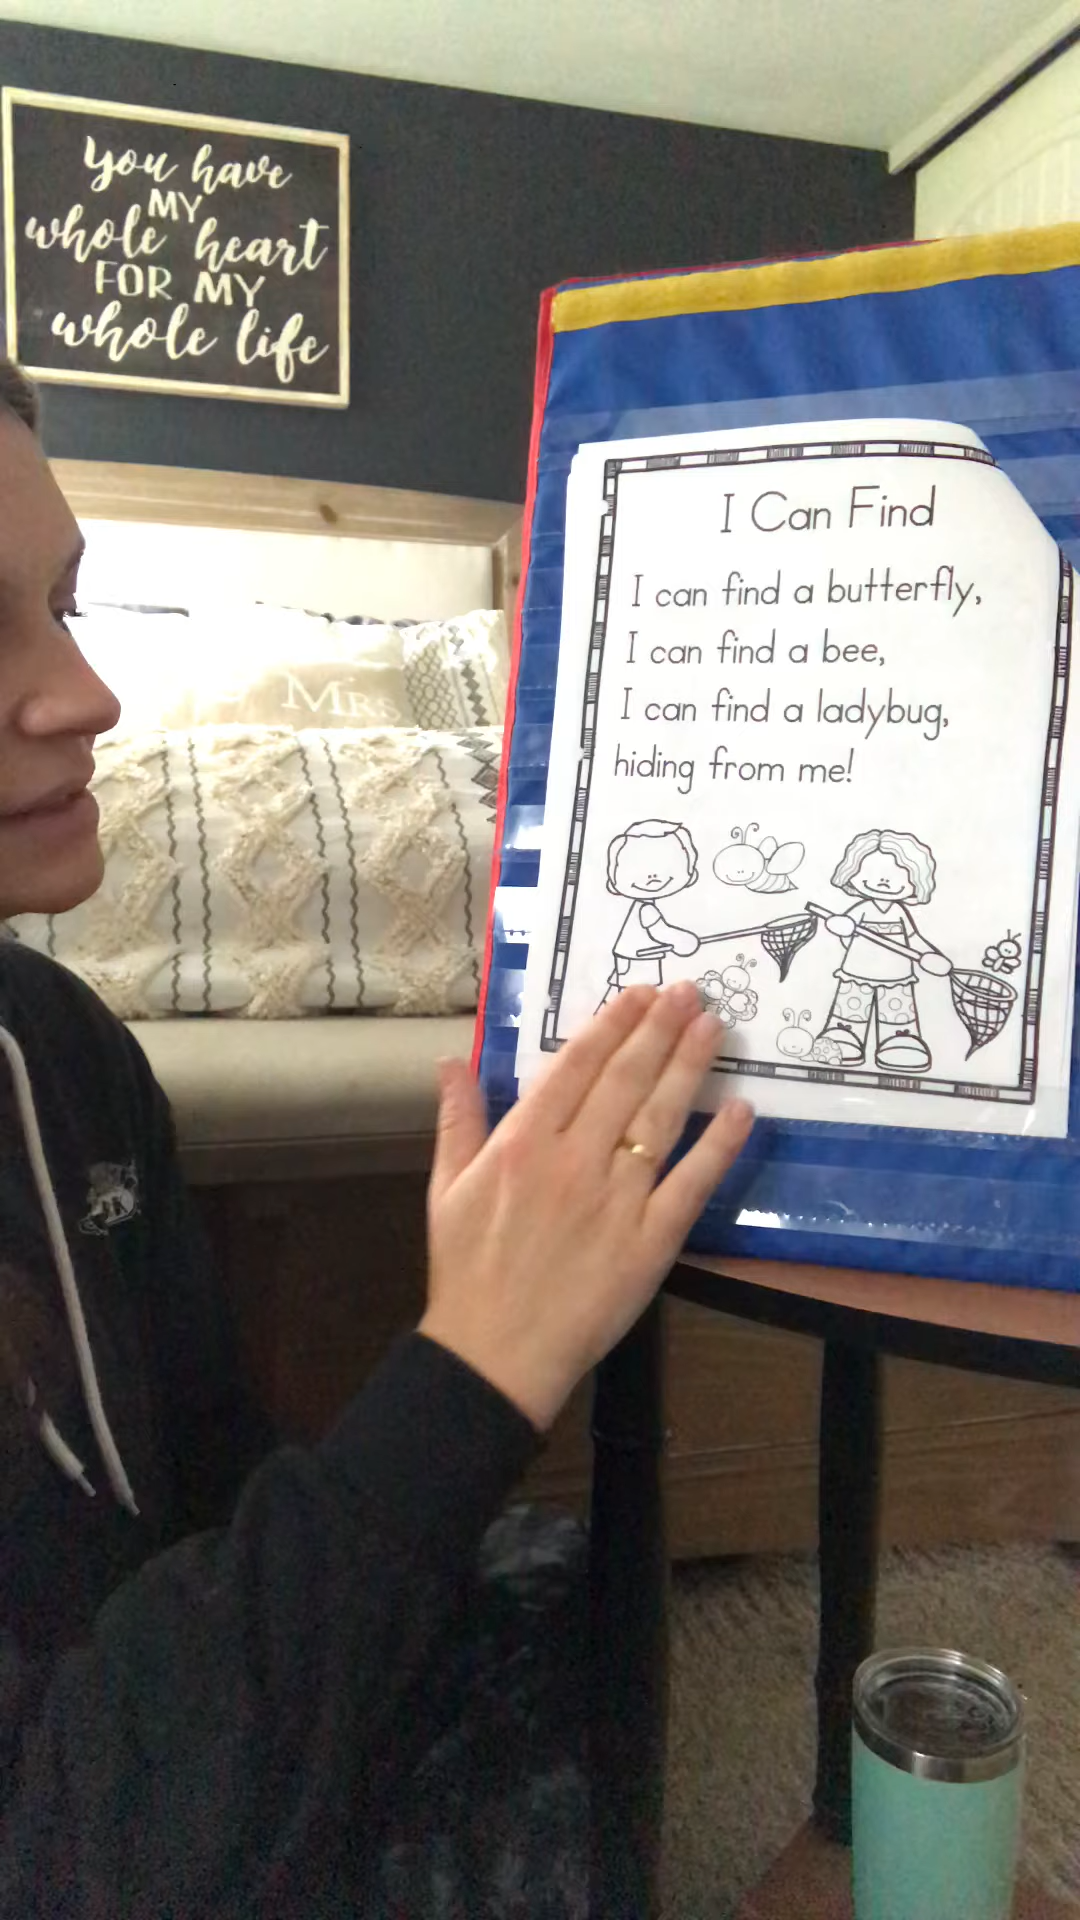 you have
MY
whole heart
FOR MY
whole life
MRS
I Can Find
I can find a butterfly,
I can find a bee,
I can find a ladybug,
hiding from me!